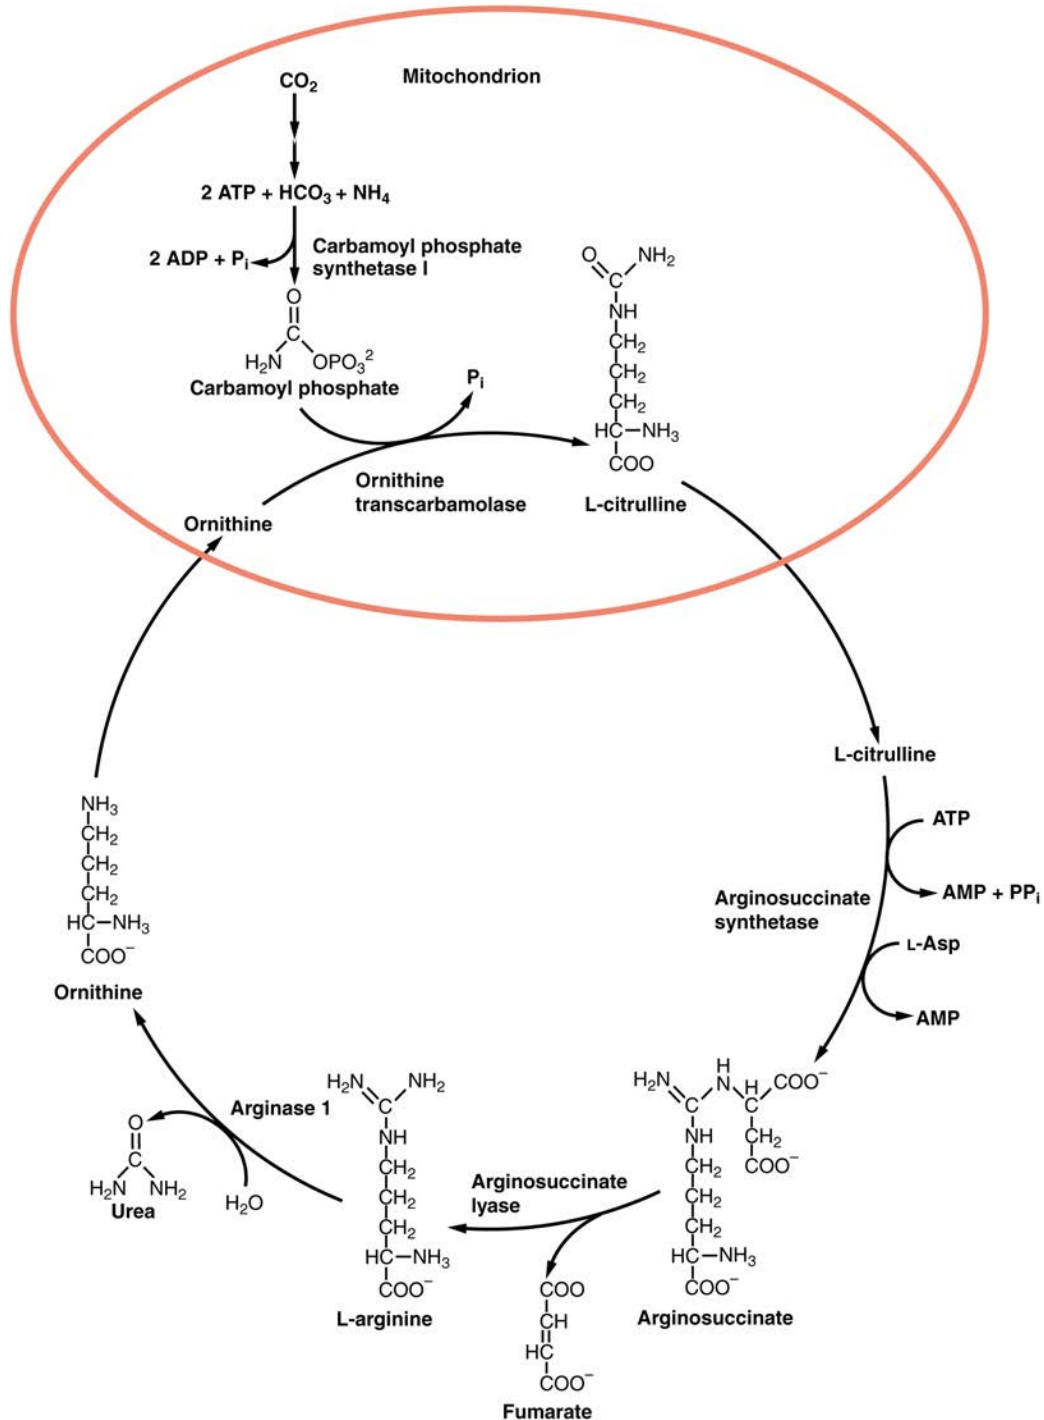 Mitochondrion
CO2
2 ATP + HCO3 + NH4
2 ADP + Pi
Carbamoyl phosphate
synthetase I
O
C
H2N
OPO3 2
Carbamoyl phosphate
Pi
O
NH2
C
NH
CH2
CH2
CH2
HC–NH3
COO
L-citrulline
Ornithine
transcarbamolase
Ornithine
L-citrulline
ATP
AMP + PPi
Arginosuccinate
synthetase
L-Asp
AMP
NH3
CH2
CH2
CH2
HC–NH3
COO–
Ornithine
Arginase 1
O
C
H2N
NH2
Urea
H2O
H2N
NH2
C
NH
CH2
CH2
CH2
HC–NH3
COO–
L-arginine
Arginosuccinate
lyase
COO
CH
HC
COO–
Fumarate
H2N
H
N
H
COO–
C
C
NH
CH2
COO–
CH2
CH2
CH2
HC–NH3
COO–
Arginosuccinate